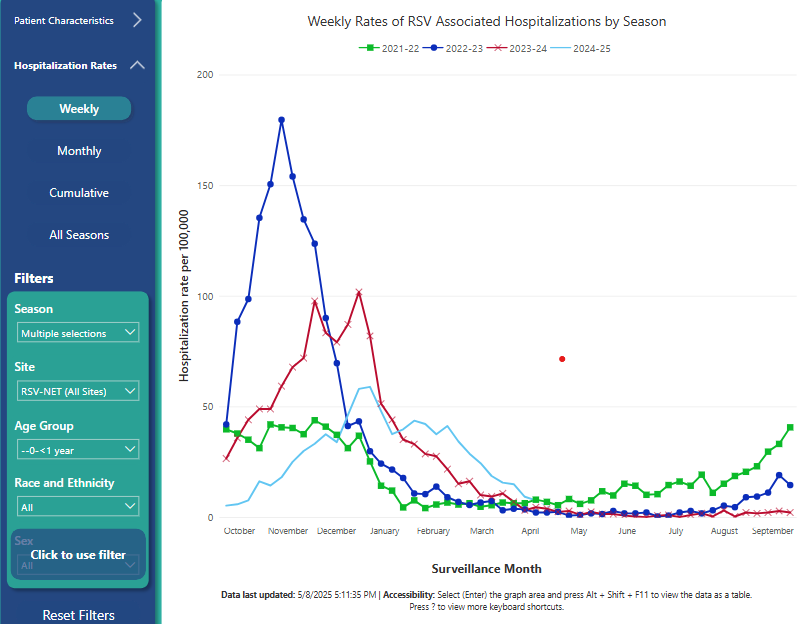 Patient Characteristics
Hospitalization Rates
Weekly
Monthly
Cumulative
All Seasons
Filters
Season
Multiple selections
Site
RSV-NET (All Sites)
Age Group
--0-<1 year
Race and Ethnicity
All
Sex
All
Click to use filter
Reset Filters
Weekly Rates of RSV Associated Hospitalizations by Season
2021-22 2022-23 2023-24 2024-25
Hospitalization rate per 100,000
200
150
100
50
0
October November December January February March April May June July August September
Surveillance Month
Data last updated: 5/8/2025 5:11:35 PM | Accessibility: Select (Enter) the graph area and press Alt + Shift + F11 to view the data as a table.
Press ? to view more keyboard shortcuts.